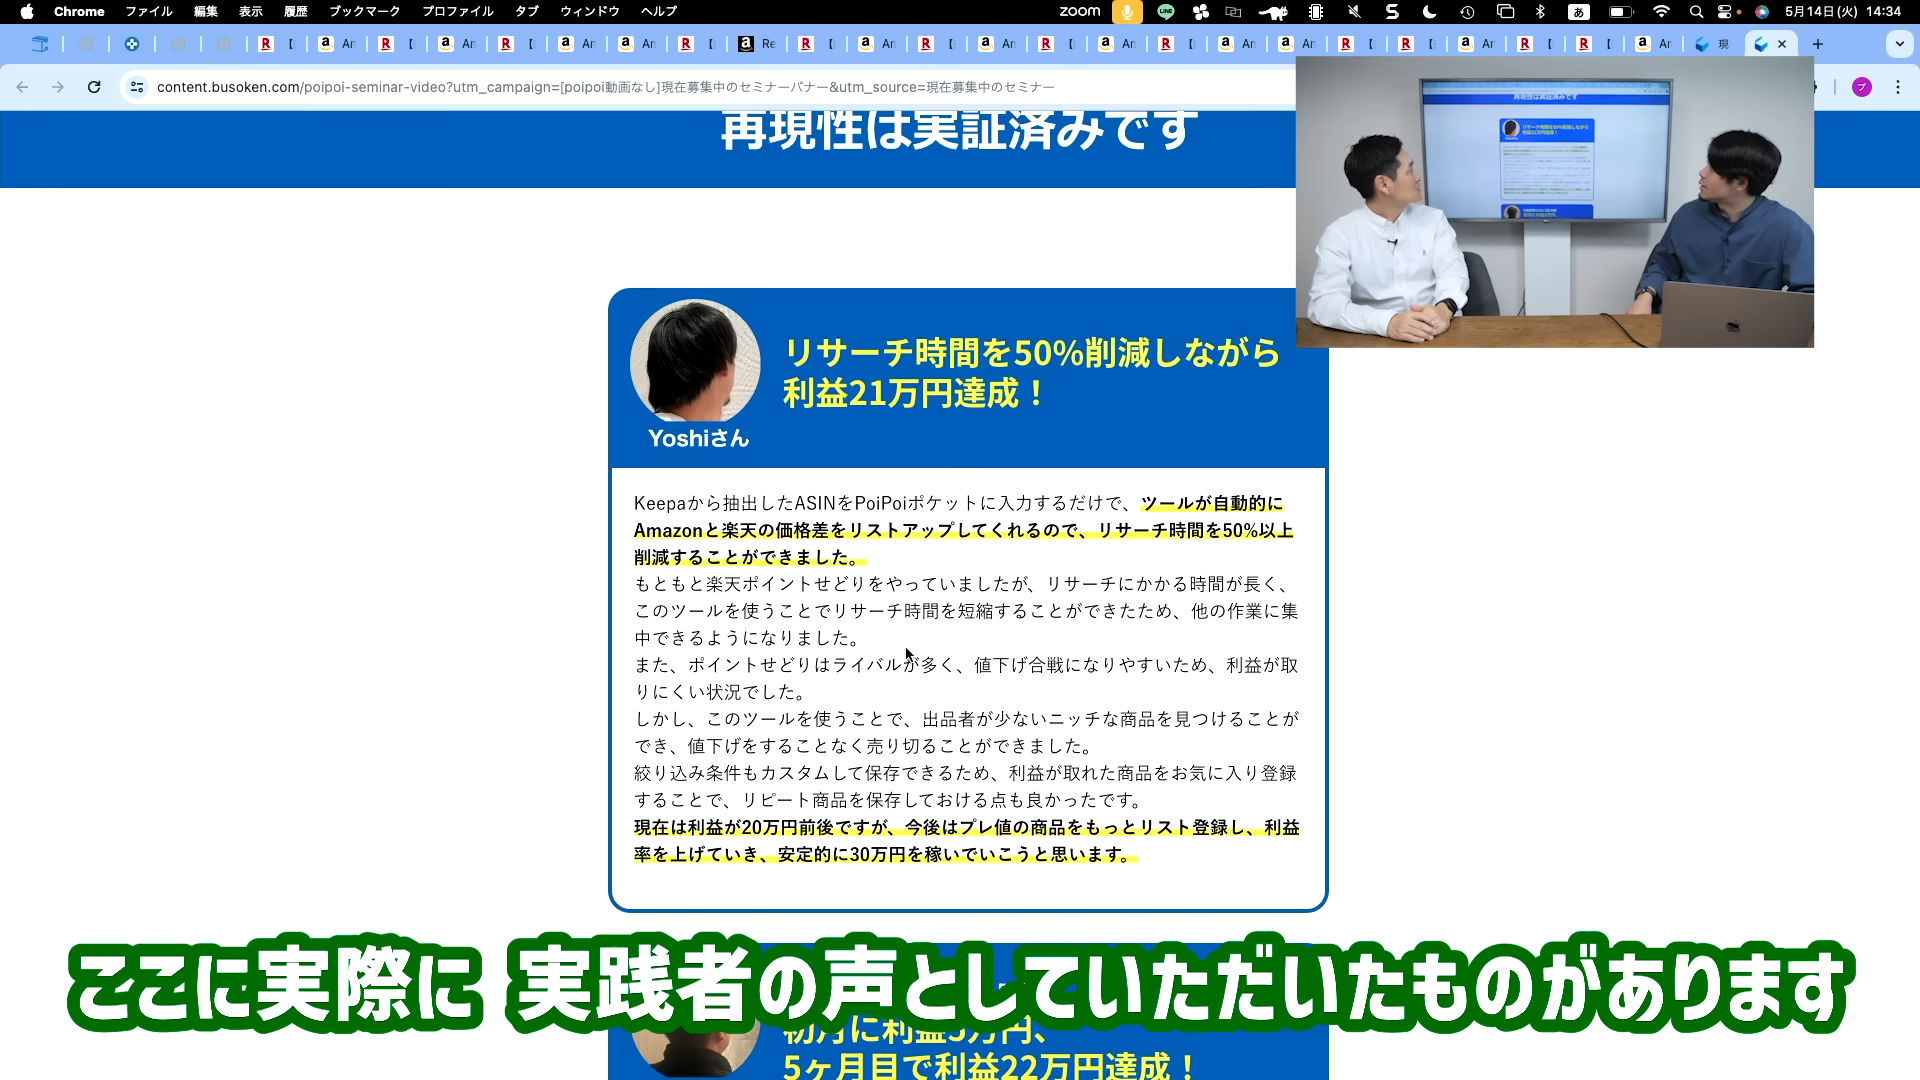 Chrome ファイル 編集 表示 履歴 ブックマーク プロファイル タブ ウィンドウ ヘルプ
zoom
5月14日(火) 14:34
content.busoken.com/poipoi-seminar-video?utm_campaign=[poipoi動画なし]現在募集中のセミナーバナー&utm_source=現在募集中のセミナー
再現性は実証済みです
リサーチ時間を50%削減しながら
利益21万円達成！
Yoshiさん
Keepaから抽出したASINをPoiPoiポケットに入力するだけで、ツールが自動的に
Amazonと楽天の価格差をリストアップしてくれるので、リサーチ時間を50%以上
削減することができました。
もともと楽天ポイントせどりをやっていましたが、リサーチにかかる時間が長く、
このツールを使うことでリサーチ時間を短縮することができたため、他の作業に集
中できるようになりました。
また、ポイントせどりはライバルが多く、値下げ合戦になりやすいため、利益が取
りにくい状況でした。
しかし、このツールを使うことで、出品者が少ないニッチな商品を見つけることが
でき、値下げをすることなく売り切ることができました。
絞り込み条件もカスタムして保存できるため、利益が取れた商品をお気に入り登録
することで、リピート商品を保存しておける点も良かったです。
現在は利益が20万円前後ですが、今後はプレ値の商品をもっとリスト登録し、利益
率を上げていき、安定的に30万円を稼いでいこうと思います。
ここに実際に 実践者の声としていただいたものがあります
初月に利益5万円、
5ヶ月目で利益22万円達成！